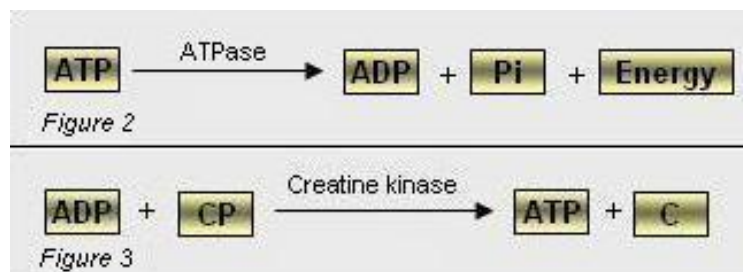 ATPase
ATP ADP + Pi + Energy
Figure 2
Creatine kinase
ADP + CP ATP + C
Figure 3